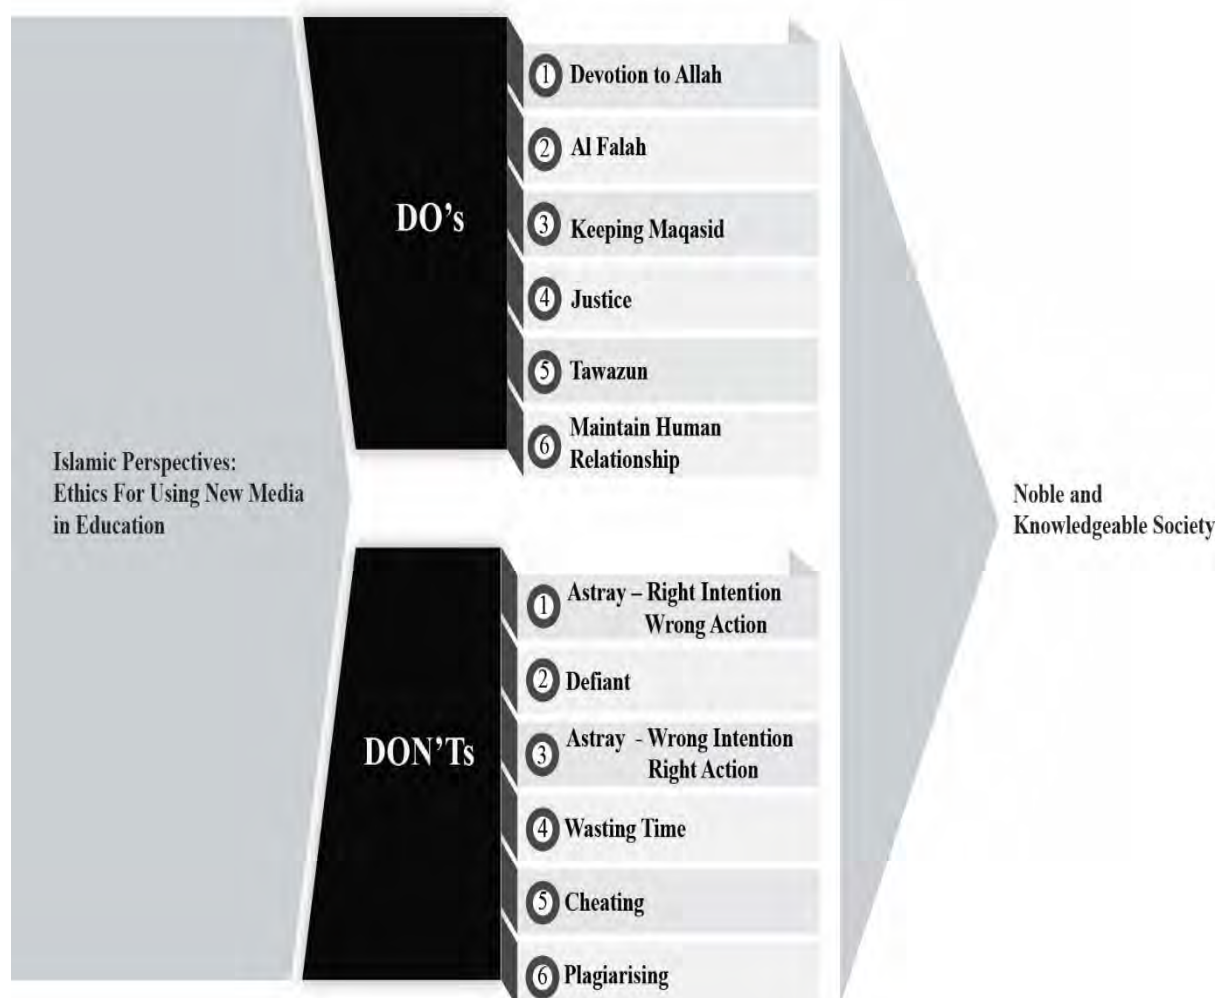 Islamic Perspectives:
Ethics For Using New Media
in Education
DO's
1 Devotion to Allah
2 Al Falah
3 Keeping Maqasid
4 Justice
5 Tawazun
6 Maintain Human
Relationship
DON'Ts
1 Astray – Right Intention
Wrong Action
2 Defiant
3 Astray - Wrong Intention
Right Action
4 Wasting Time
5 Cheating
6 Plagiarising
Noble and
Knowledgeable Society